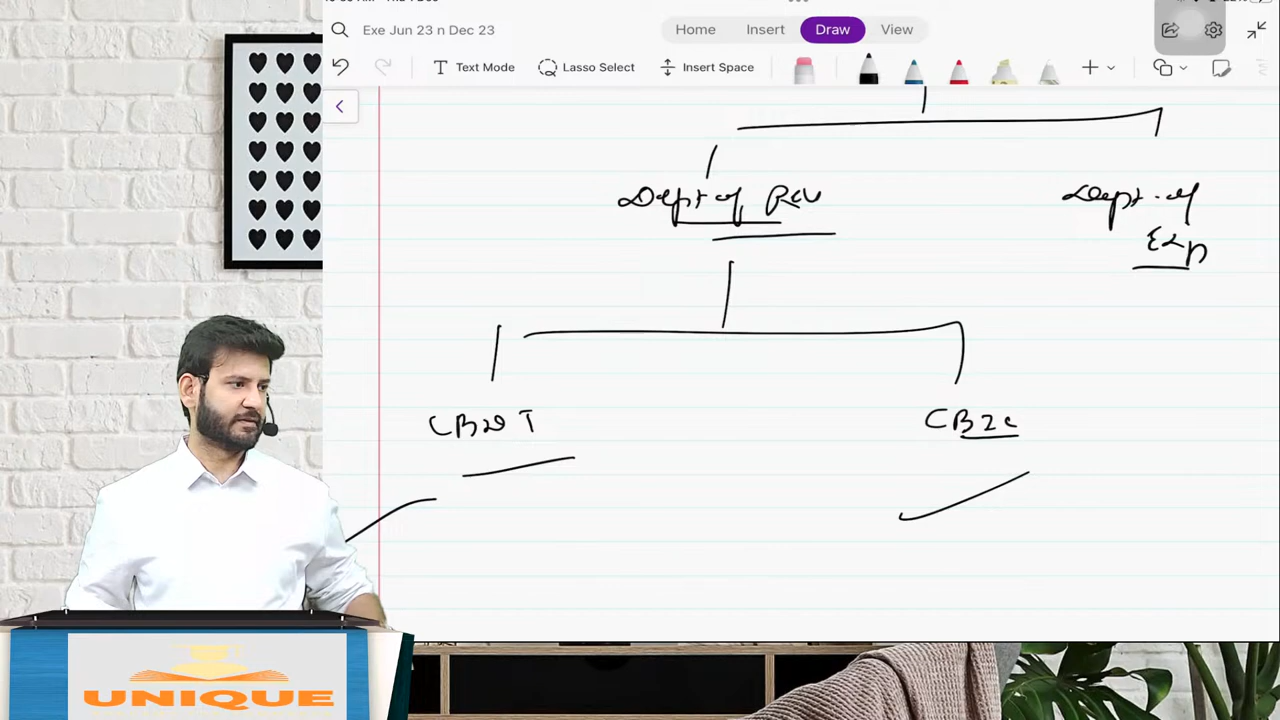 Exe Jun 23 n Dec 23
Home Insert Draw View
Text Mode Lasso Select Insert Space
Dept of Rev
Dept. of
Exp
CBDT
CBIC
UNIQUE